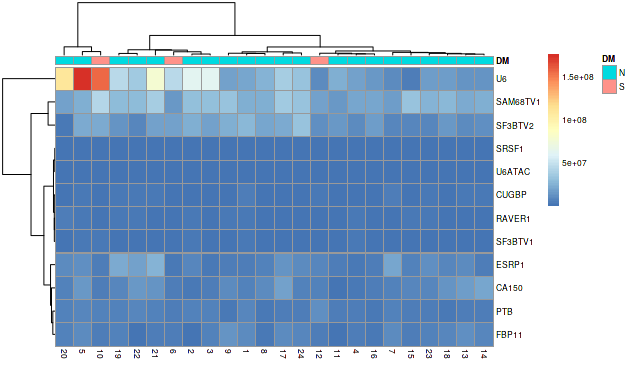 DM
U6
SAM68TV1
SF3BTV2
SRSF1
U6ATAC
CUGBP
RAVER1
SF3BTV1
ESRP1
CA150
PTB
FBP11
20 5 10 19 22 21 6 2 3 9 1 8 17 24 12 11 4 16 7 15 23 18 13 14
1.5e+08
1e+08
5e+07
DM
N
S